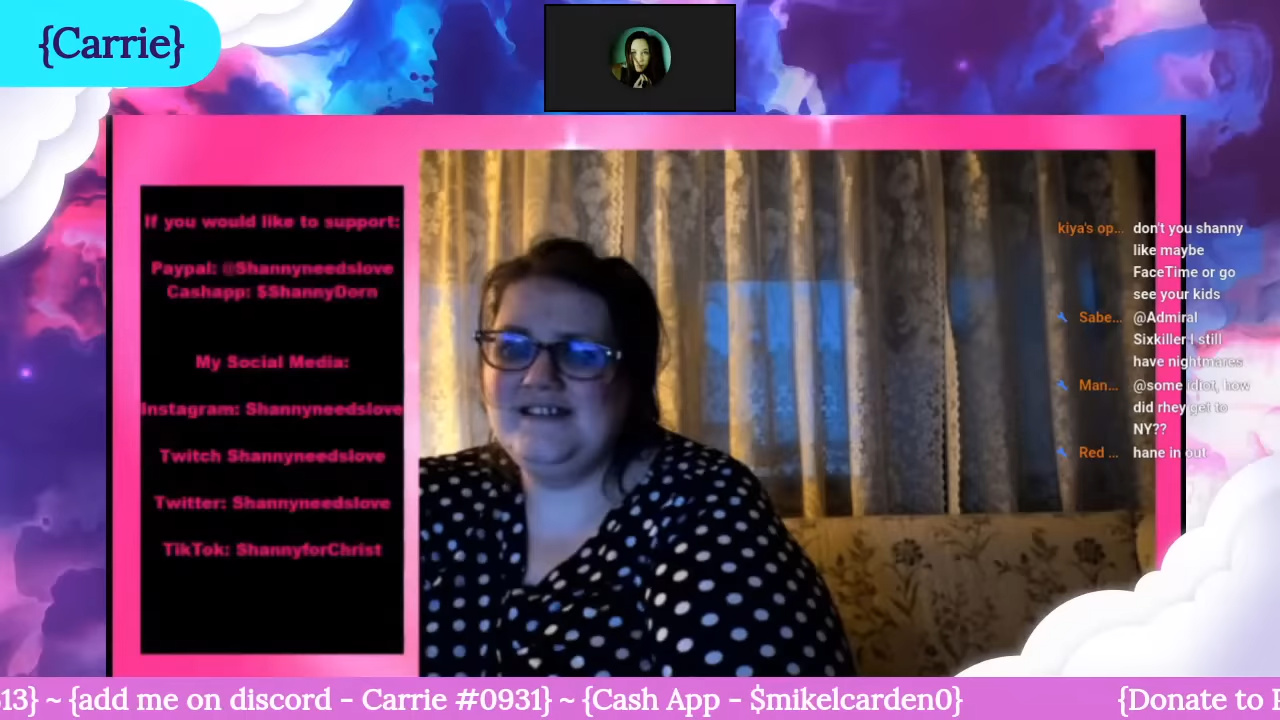 {Carrie}
If you would like to support:
Paypal: @Shannyneedslove
Cashapp: $ShannyDorn
My Social Media:
Instagram: Shannyneedslove
Twitch Shannyneedslove
Twitter: Shannyneedslove
TikTok: ShannyforChrist
kiya's op... don't you shanny
like maybe
FaceTime or go
see your kids
Sabe... @Admiral
Sixkiller I still
have nightmares
Man... @some idiot, how
did rhey get to
NY??
Red ... hane in out
13} ~ {add me on discord - Carrie #0931} ~ {Cash App - $mikelcarden0} {Donate to